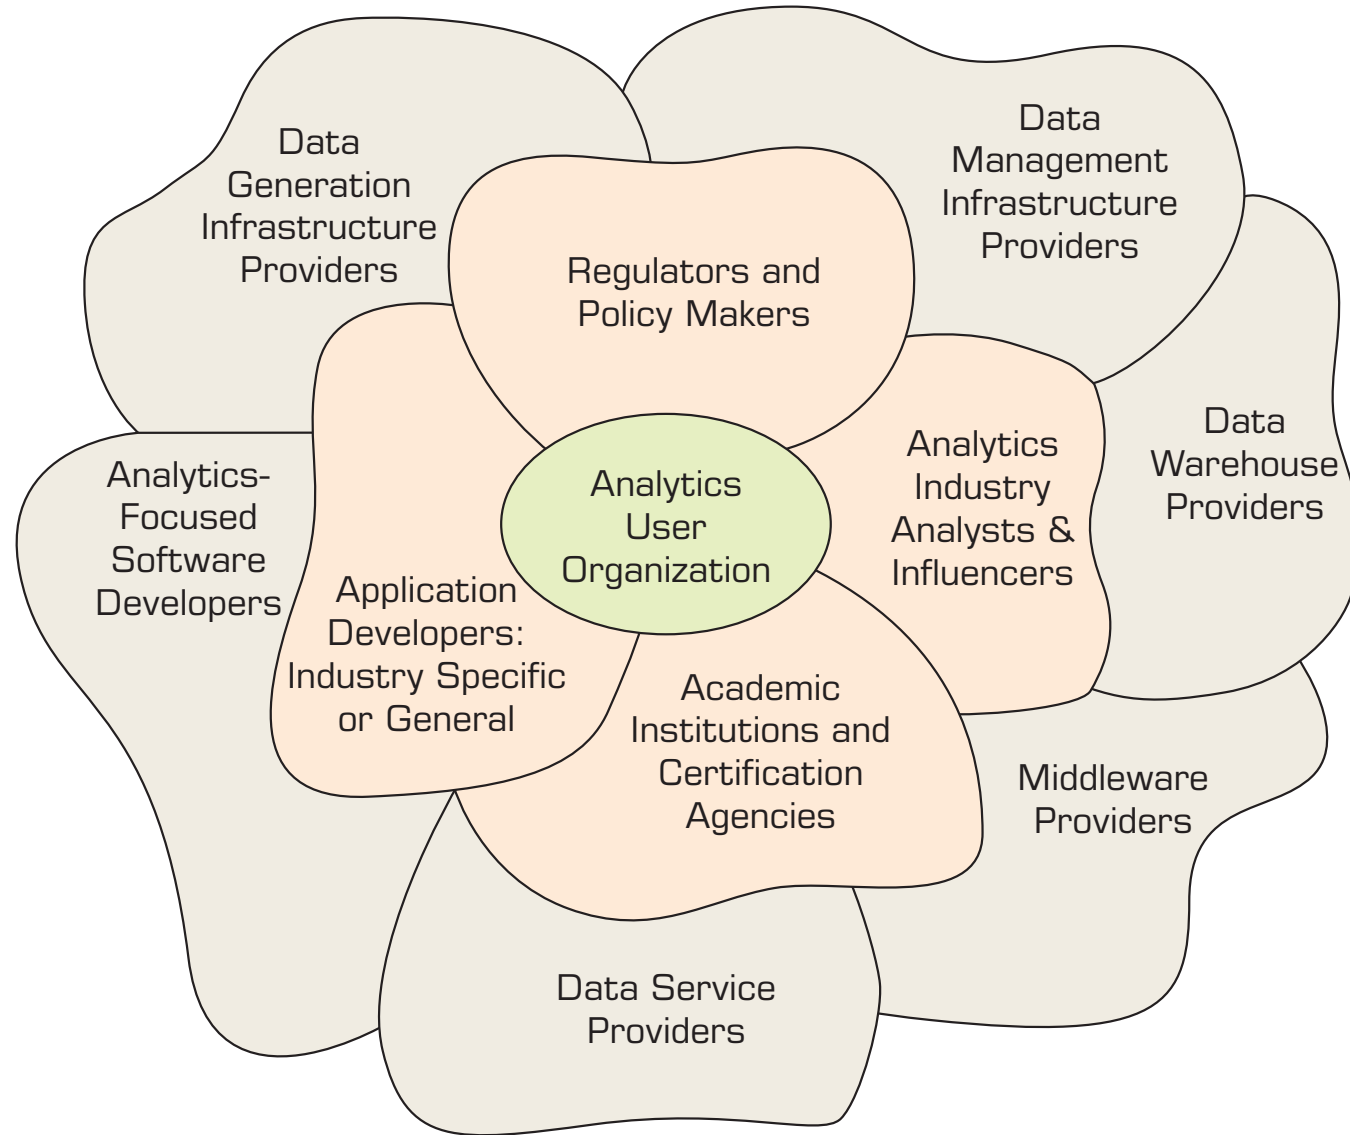 Data
Generation
Infrastructure
Providers
Data
Management
Infrastructure
Providers
Regulators and
Policy Makers
Data
Warehouse
Providers
Analytics
Industry
Analysts &
Influencers
Analytics-
Focused
Software
Developers
Analytics
User
Organization
Application
Developers:
Industry Specific
or General
Academic
Institutions and
Certification
Agencies
Middleware
Providers
Data Service
Providers